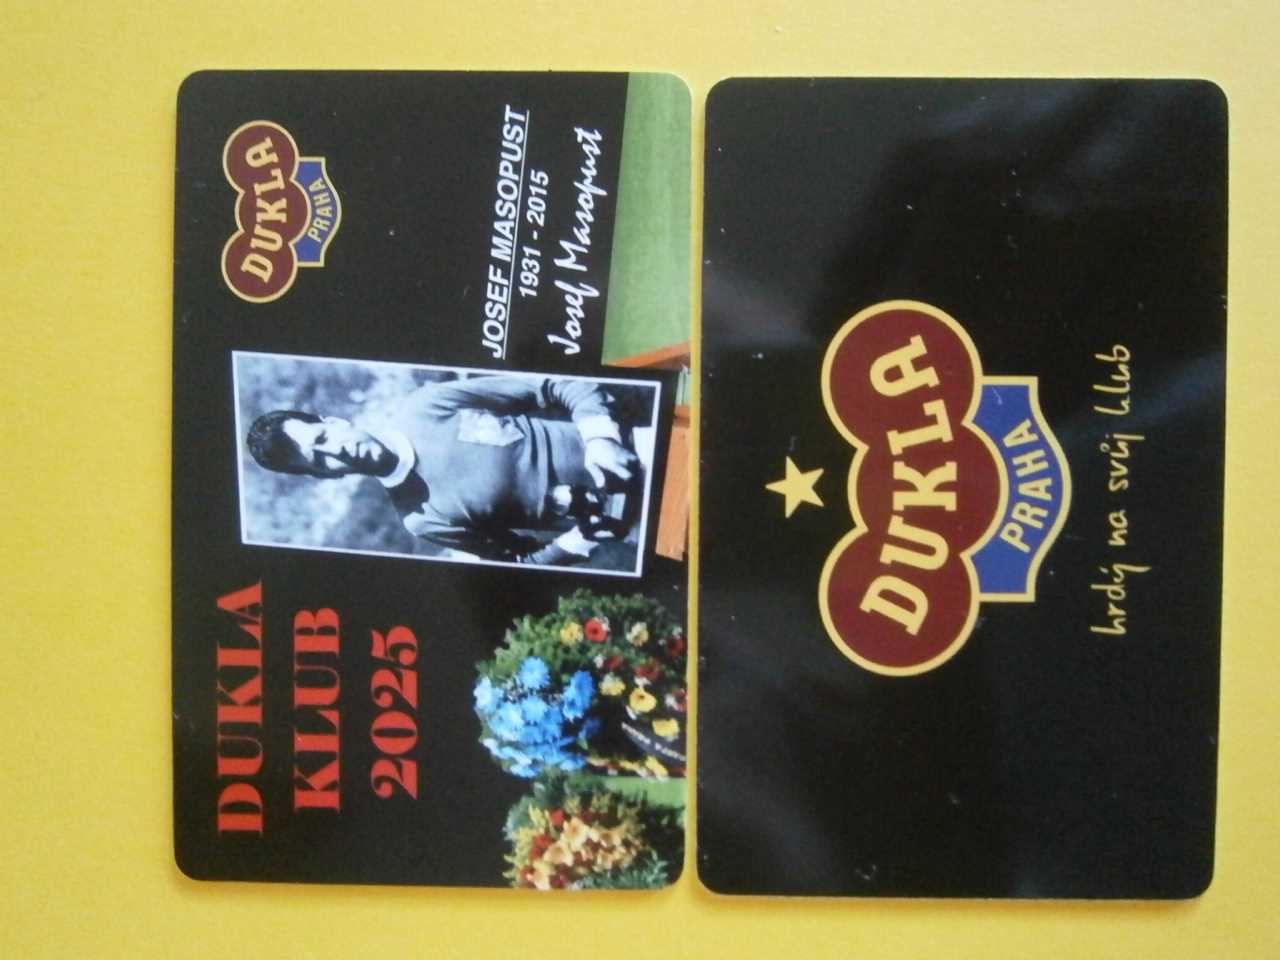 DUKLA
KLUB
2025
DUKLA
PRAHA
JOSEF MASOPUST
1931 - 2015
Josef Masopust
DUKLA
PRAHA
hrdý na svůj klub